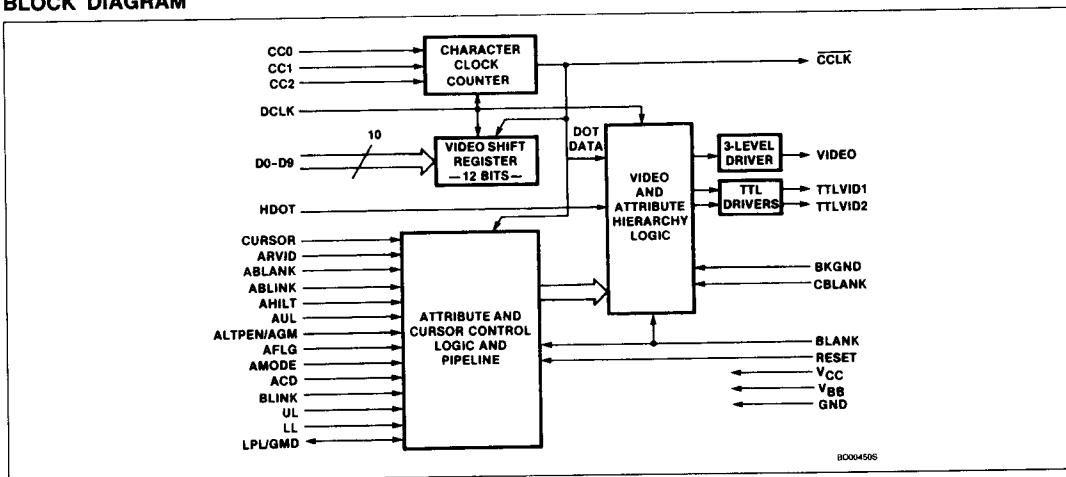 BLOCK DIAGRAM
CC0
CC1
CC2
DCLK
D0-D9
10
HDOT
CHARACTER
CLOCK
COUNTER
VIDEO SHIFT
REGISTER
— 12 BITS —
DOT
DATA
VIDEO
AND
ATTRIBUTE
HIERARCHY
LOGIC
3-LEVEL
DRIVER
TTL
DRIVERS
CCLK
VIDEO
TTLVID1
TTLVID2
BKGND
CBLANK
BLANK
RESET
VCC
VBB
GND
CURSOR
ARVID
ABLANK
ABLINK
AHILT
AUL
ALTPEN/AGM
AFLG
AMODE
ACD
BLINK
UL
LL
LPL/GMD
ATTRIBUTE AND
CURSOR CONTROL
LOGIC AND
PIPELINE
BD00450S